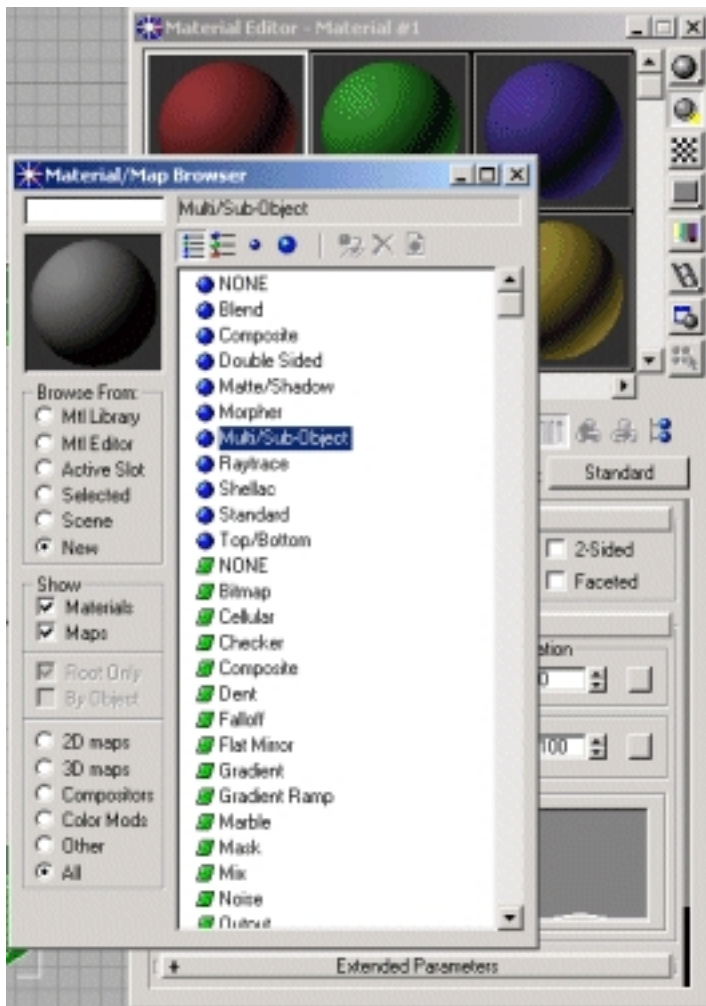 Material Editor - Material #1
Material/Map Browser
Multi/Sub-Object
NONE
Blend
Composite
Double Sided
Matte/Shadow
Morpher
Multi/Sub-Object
Raytrace
Shellac
Standard
Top/Bottom
NONE
Bitmap
Cellular
Checker
Composite
Dent
Falloff
Flat Mirror
Gradient
Gradient Ramp
Marble
Mask
Mix
Noise
Output
Browse From:
Mtl Library
Mtl Editor
Active Slot
Selected
Scene
New
Show
Materials
Maps
Root Only
By Object
2D maps
3D maps
Compositors
Color Mods
Other
All
Standard
2-Sided
Faceted
ation
0
100
+ Extended Parameters